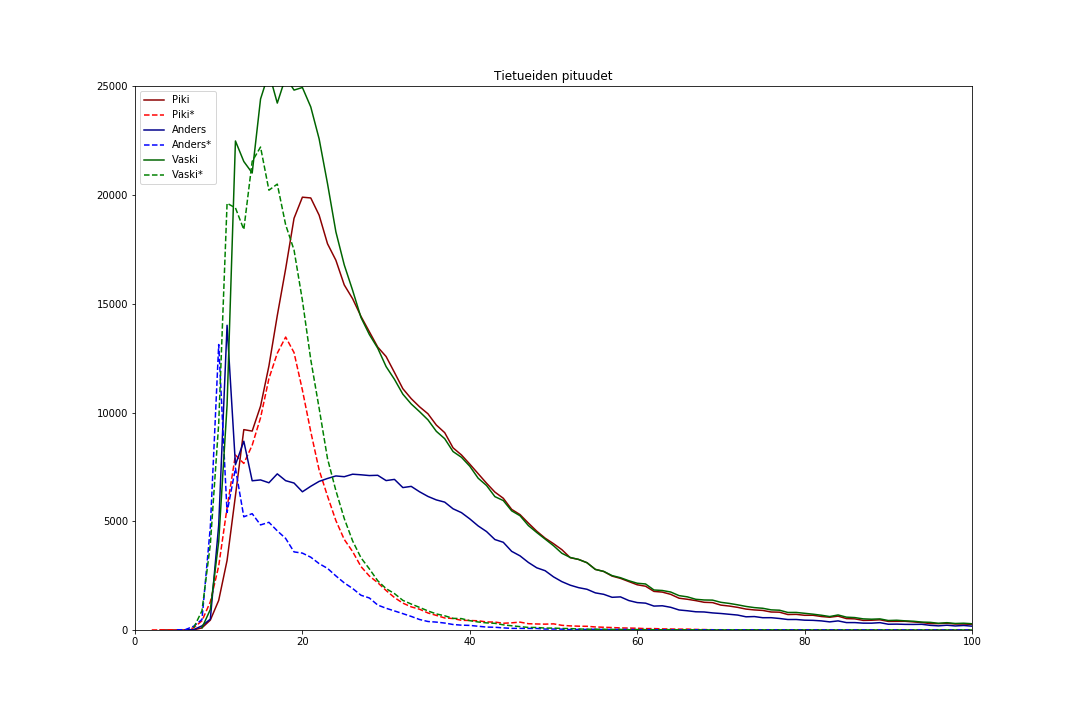 Tietueiden pituudet
25000
20000
15000
10000
5000
0
Piki
Piki*
Anders
Anders*
Vaski
Vaski*
0 20 40 60 80 100